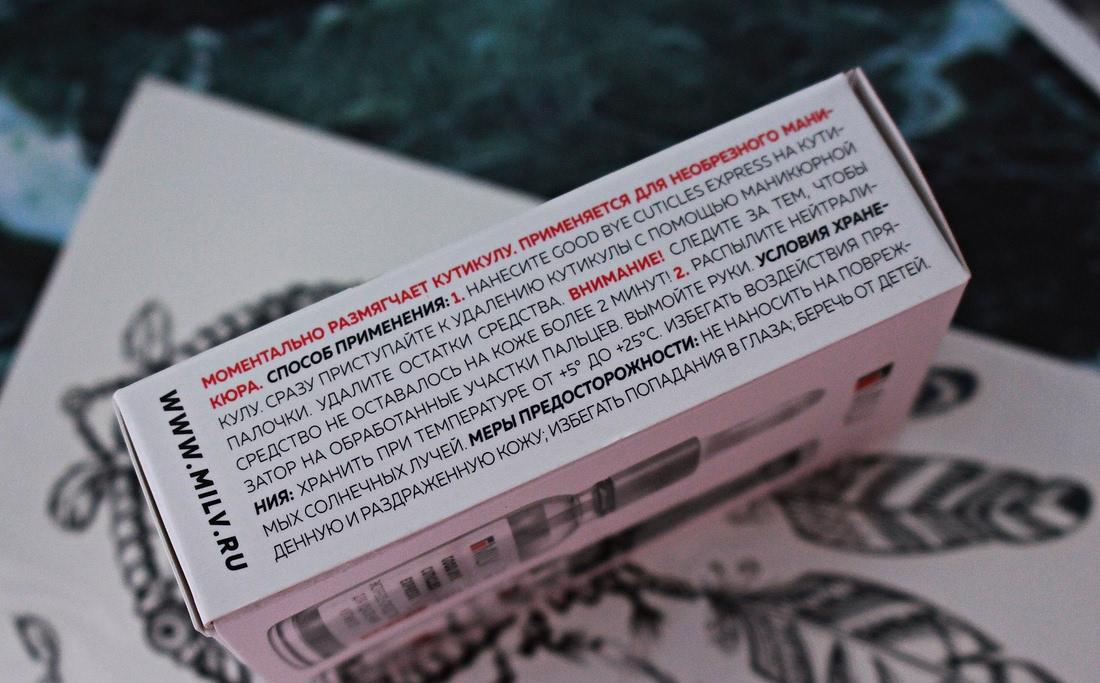 МОМЕНТАЛЬНО РАЗМЯГЧАЕТ КУТИКУЛУ. ПРИМЕНЯЕТСЯ ДЛЯ НЕОБРЕЗНОГО МАНИ-
КЮРА. СПОСОБ ПРИМЕНЕНИЯ: 1. НАНЕСИТЕ GOOD BYE CUTICLES EXPRESS НА КУТИ-
КУЛУ. СРАЗУ ПРИСТУПАЙТЕ К УДАЛЕНИЮ КУТИКУЛЫ С ПОМОЩЬЮ МАНИКЮРНОЙ
ПАЛОЧКИ. УДАЛИТЕ ОСТАТКИ СРЕДСТВА. ВНИМАНИЕ! СЛЕДИТЕ ЗА ТЕМ, ЧТОБЫ
СРЕДСТВО НЕ ОСТАВАЛОСЬ НА КОЖЕ БОЛЕЕ 2 МИНУТ! 2. РАСПЫЛИТЕ НЕЙТРАЛИ-
ЗАТОР НА ОБРАБОТАННЫЕ УЧАСТКИ ПАЛЬЦЕВ. ВЫМОЙТЕ РУКИ. УСЛОВИЯ ХРАНЕ-
НИЯ: ХРАНИТЬ ПРИ ТЕМПЕРАТУРЕ ОТ +5° ДО +25°С. ИЗБЕГАТЬ ВОЗДЕЙСТВИЯ ПРЯ-
МЫХ СОЛНЕЧНЫХ ЛУЧЕЙ. МЕРЫ ПРЕДОСТОРОЖНОСТИ: НЕ НАНОСИТЬ НА ПОВРЕЖ-
ДЕННУЮ И РАЗДРАЖЕННУЮ КОЖУ; ИЗБЕГАТЬ ПОПАДАНИЯ В ГЛАЗА; БЕРЕЧЬ ОТ ДЕТЕЙ.
WWW.MILV.RU